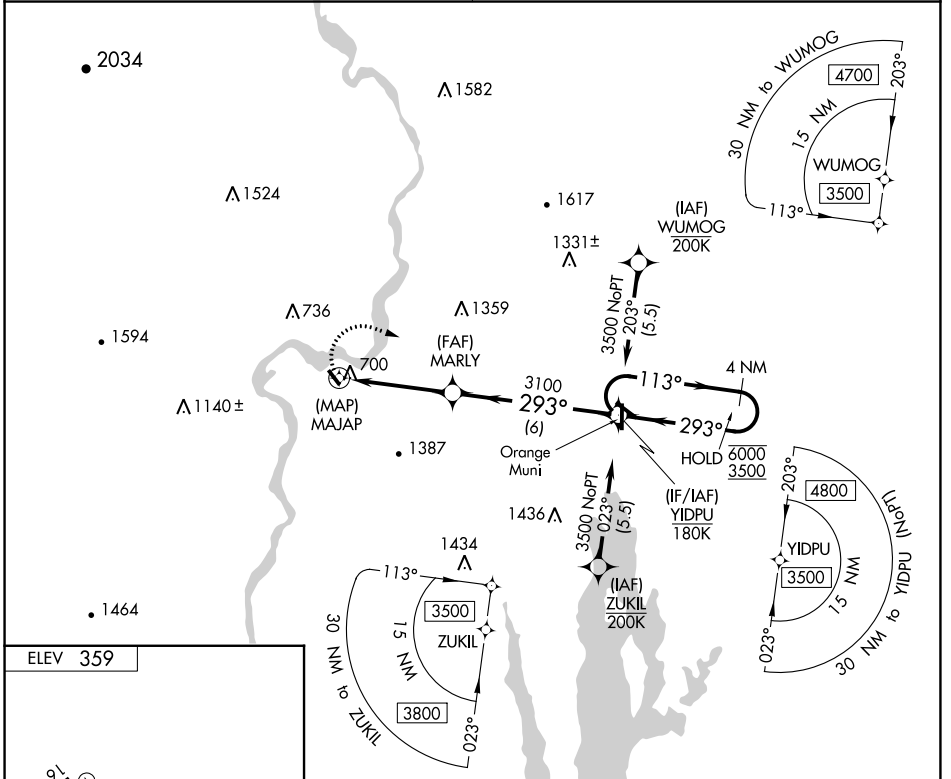 2034
1582
30 NM to WUMOG
4700
203°
15 NM
WUMOG
3500
113°
1524
1617
(IAF)
WUMOG
200K
1331±
3500 NoPT
203°
(5.5)
736
1359
1594
(FAF)
MARLY
700
3100
293°
(6)
113°
4 NM
293°
HOLD
6000
3500
(MAP)
MAJAP
1140±
1387
Orange
Muni
(IF/IAF)
YIDPU
180K
1436
3500 NoPT
023°
(5.5)
(IAF)
ZUKIL
200K
203°
4800
YIDPU
3500
15 NM
023°
30 NM to YIDPU (NoPT)
1434
113°
3500
ZUKIL
15 NM
3800
30 NM to ZUKIL
023°
1464
ELEV 359
16